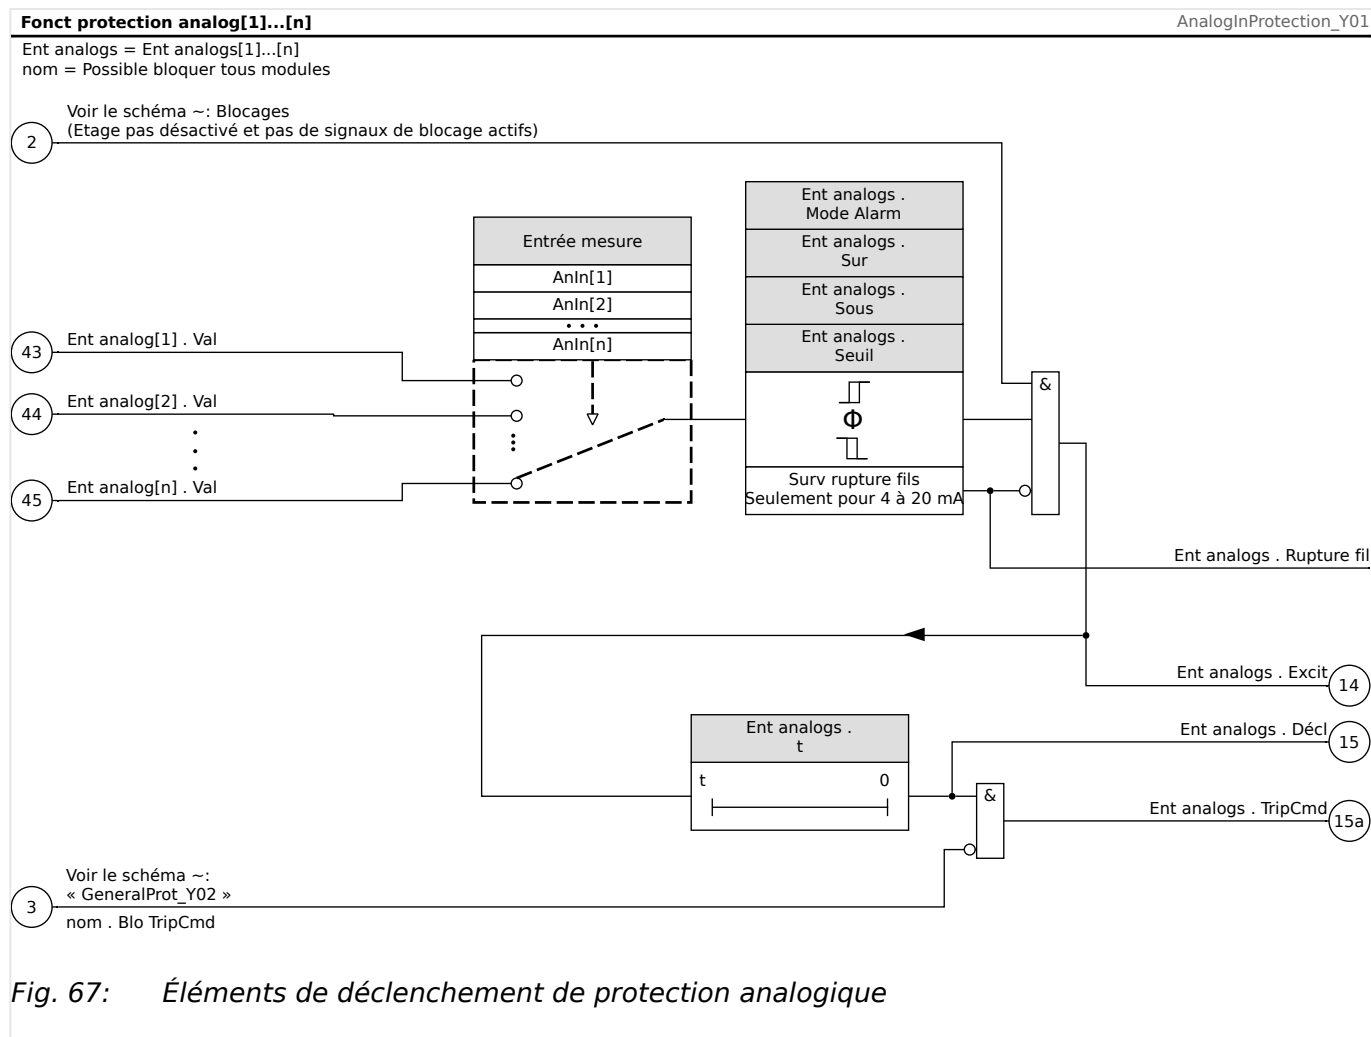 Fonct protection analog[1]...[n]
AnalogInProtection_Y01
Ent analogs = Ent analogs[1]...[n]
nom = Possible bloquer tous modules
Voir le schéma ~: Blocages
(Etage pas désactivé et pas de signaux de blocage actifs)
2
Ent analogs .
Mode Alarm
Entrée mesure
Ent analogs .
Sur
AnIn[1]
AnIn[2]
Ent analogs .
Sous
• • •
AnIn[n]
Ent analogs .
Seuil
43
Ent analog[1] . Val
44
Ent analog[2] . Val
45
Ent analog[n] . Val
Φ
&
Surv rupture fils
Seulement pour 4 à 20 mA
Ent analogs . Rupture fil
Ent analogs . Excit
14
Ent analogs .
t
t
0
Ent analogs . Décl
15
&
Ent analogs . TripCmd
15a
Voir le schéma ~:
« GeneralProt_Y02 »
3
nom . Blo TripCmd
Fig. 67: Éléments de déclenchement de protection analogique